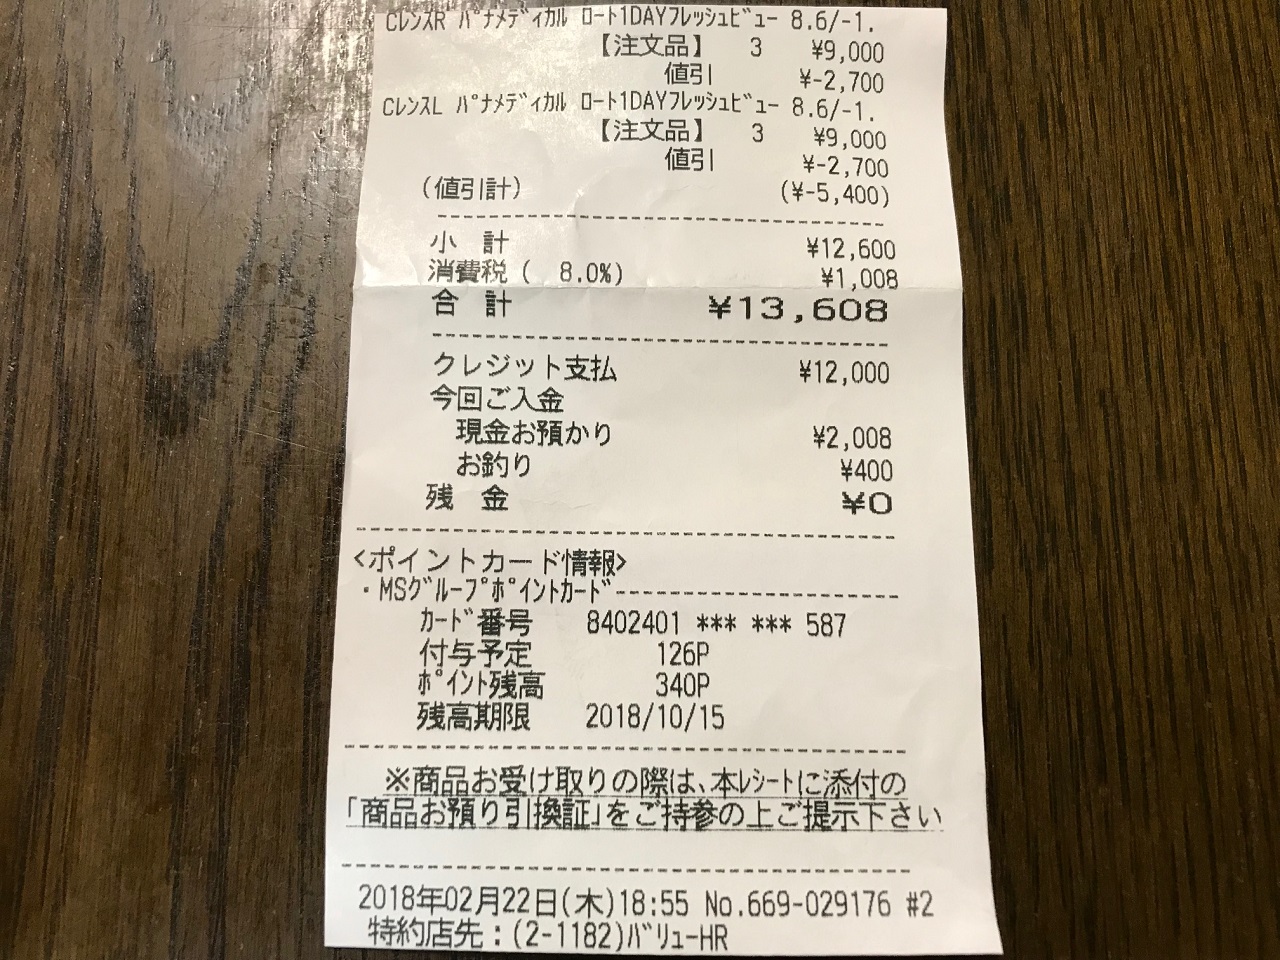 CレンズR パナメディカル ロート1DAYフレッシュビュー 8.6/-1.
【注文品】 3 ¥9,000
値引 ¥-2,700
CレンズL パナメディカル ロート1DAYフレッシュビュー 8.6/-1.
【注文品】 3 ¥9,000
値引 ¥-2,700
(値引計) (¥-5,400)
小 計 ¥12,600
消費税( 8.0%) ¥1,008
合 計 ¥13,608
クレジット支払 ¥12,000
今回ご入金
現金お預かり ¥2,008
お釣り ¥400
残 金 ¥0
<ポイントカード情報>
・MSグループポイントカード
カード番号 8402401 *** *** 587
付与予定 126P
ポイント残高 340P
残高期限 2018/10/15
※商品お受け取りの際は、本レシートに添付の
「商品お預り引換証」をご持参の上ご提示下さい
2018年02月22日(木)18:55 No.669-029176 #2
特約店先:(2-1182)バリューHR